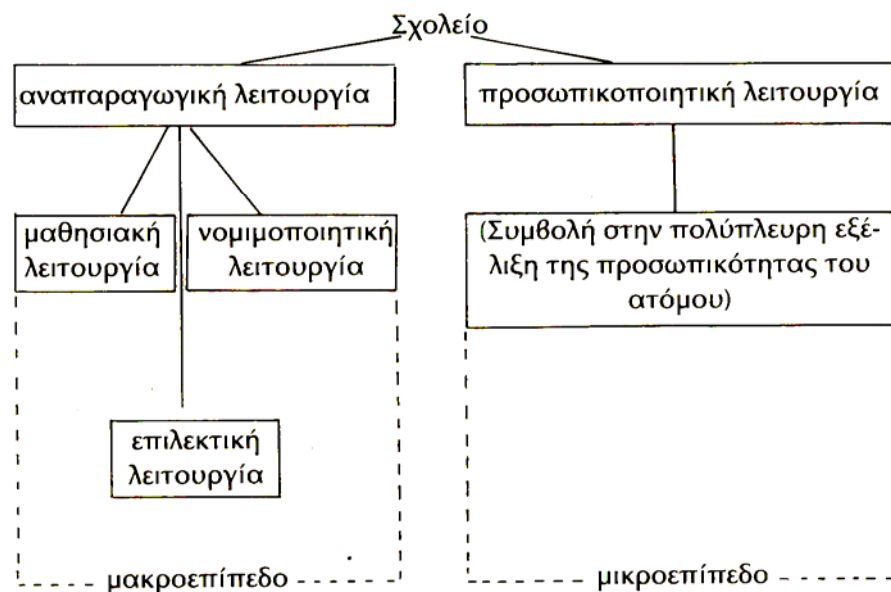 Σχολείο
αναπαραγωγική λειτουργία
προσωπικοποιητική λειτουργία
μαθησιακή
λειτουργία
νομιμοποιητική
λειτουργία
(Συμβολή στην πολύπλευρη εξέ-
λιξη της προσωπικότητας του
ατόμου)
επιλεκτική
λειτουργία
μακροεπίπεδο
μικροεπίπεδο